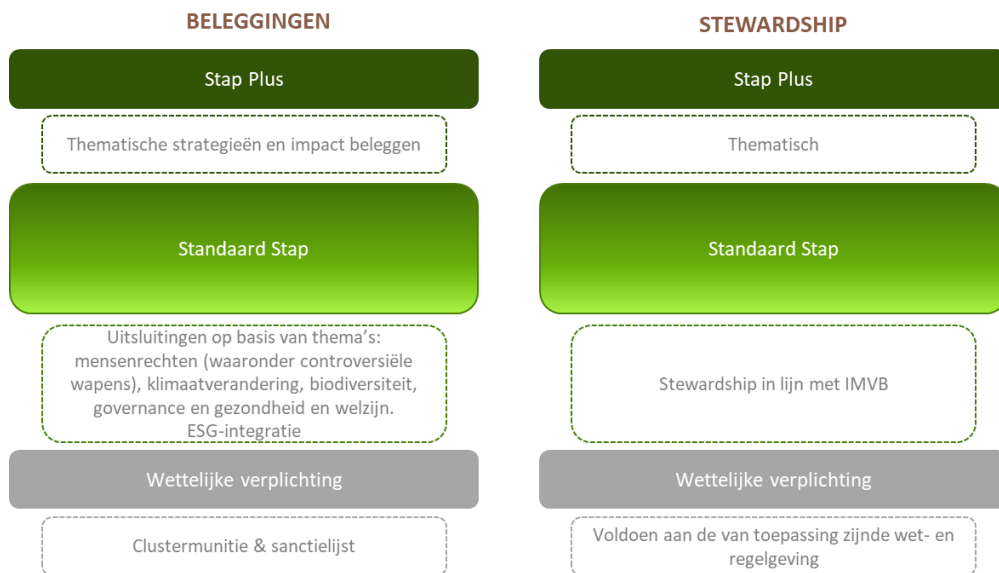 BELEGGINGEN
Stap Plus
Thematische strategieën en impact beleggen
Standaard Stap
Uitsluitingen op basis van thema's:
mensenrechten (waaronder controversiële
wapens), klimaatverandering, biodiversiteit,
governance en gezondheid en welzijn.
ESG-integratie
Wettelijke verplichting
Clustermunitie & sanctielijst
STEWARDSHIP
Stap Plus
Thematisch
Standaard Stap
Stewardship in lijn met IMVB
Wettelijke verplichting
Voldoen aan de van toepassing zijnde wet- en
regelgeving